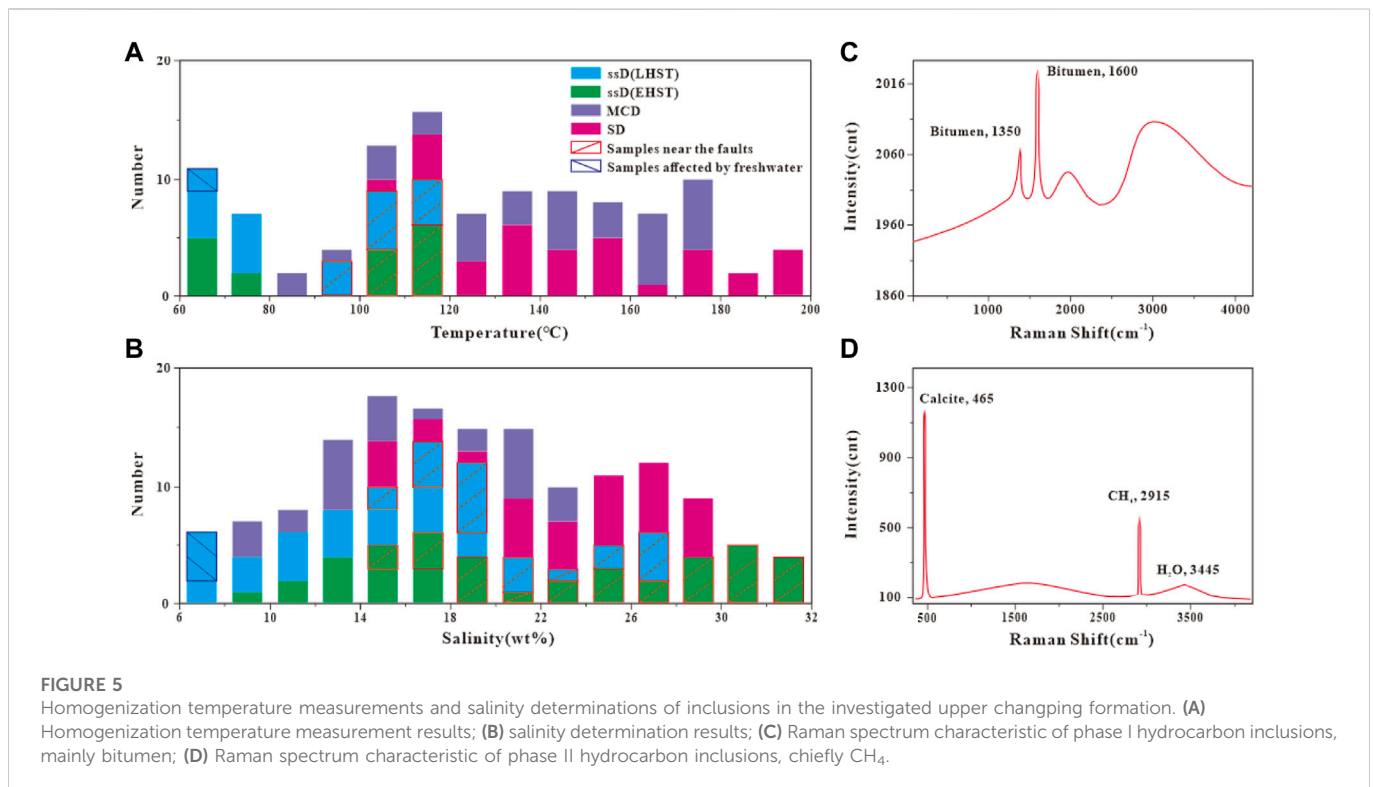 A
20
10
0
Number
60
80
100
120
140
160
180
200
Temperature(°C)
ssD(LHST)
ssD(EHST)
MCD
SD
Samples near the faults
Samples affected by freshwater
B
20
10
0
Number
6
10
14
18
22
26
30
32
Salinity(wt%)
C
2016
2060
1960
1860
Intensity(cnt)
Bitumen, 1350
Bitumen, 1600
1000
2000
3000
4000
Raman Shift(cm⁻¹)
D
1300
900
500
100
Intensity(cnt)
Calcite, 465
CH₄, 2915
H₂O, 3445
500
1500
2500
3500
Raman Shift(cm⁻¹)
FIGURE 5
Homogenization temperature measurements and salinity determinations of inclusions in the investigated upper changping formation. (A)
Homogenization temperature measurement results; (B) salinity determination results; (C) Raman spectrum characteristic of phase I hydrocarbon inclusions,
mainly bitumen; (D) Raman spectrum characteristic of phase II hydrocarbon inclusions, chiefly CH₄.